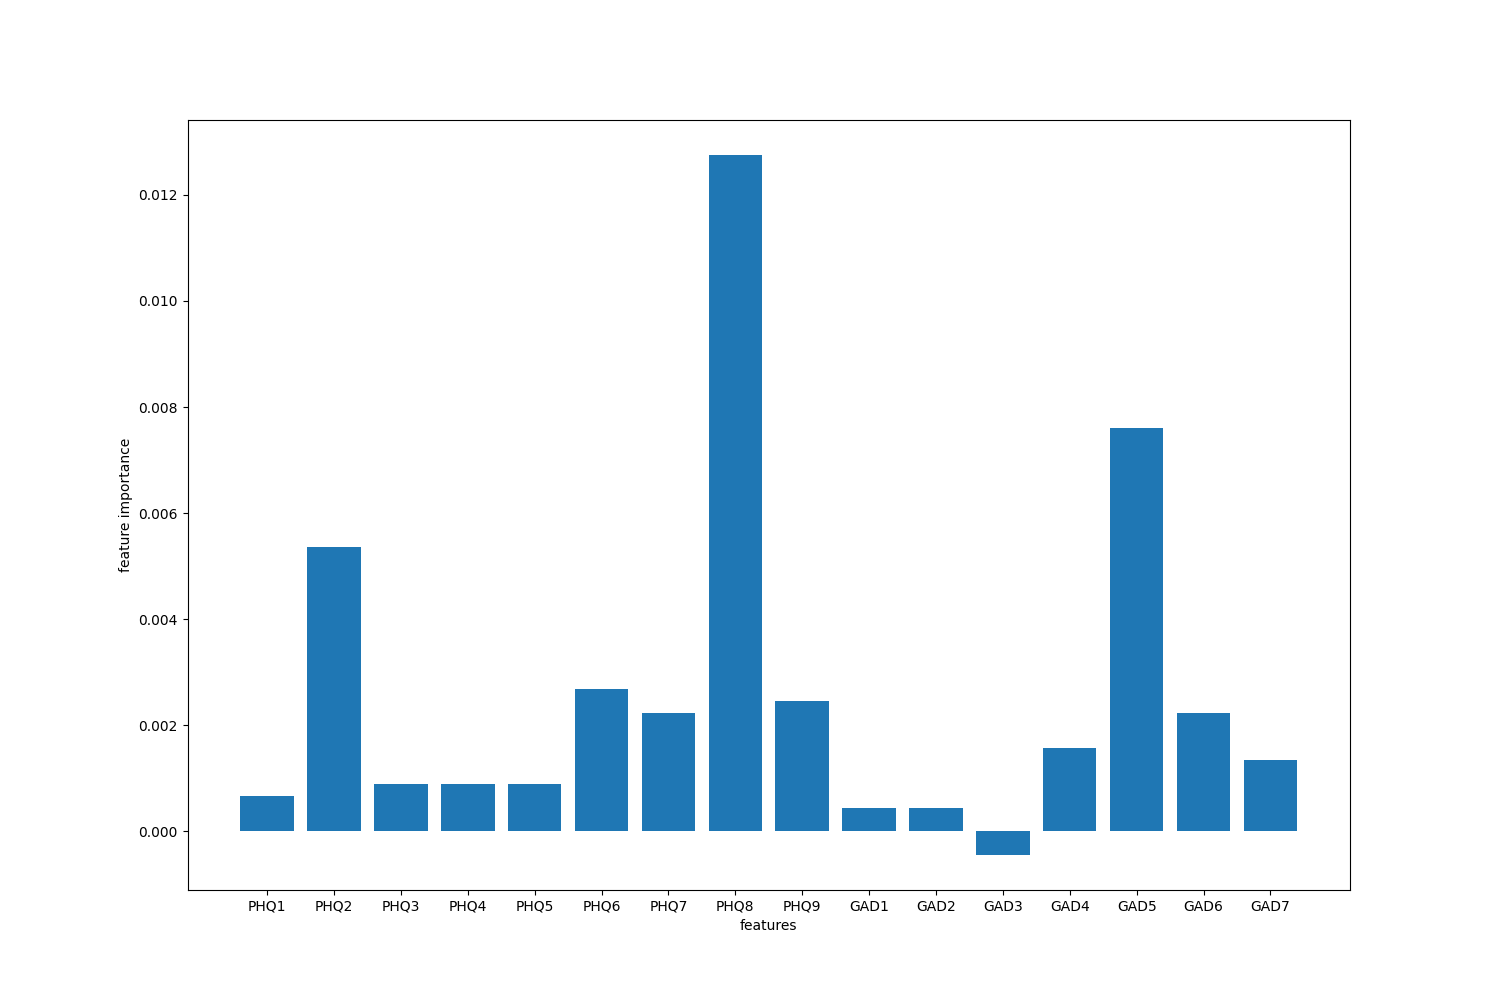 0.012
0.010
0.008
0.006
0.004
0.002
0.000
feature importance
PHQ1 PHQ2 PHQ3 PHQ4 PHQ5 PHQ6 PHQ7 PHQ8 PHQ9 GAD1 GAD2 GAD3 GAD4 GAD5 GAD6 GAD7
features